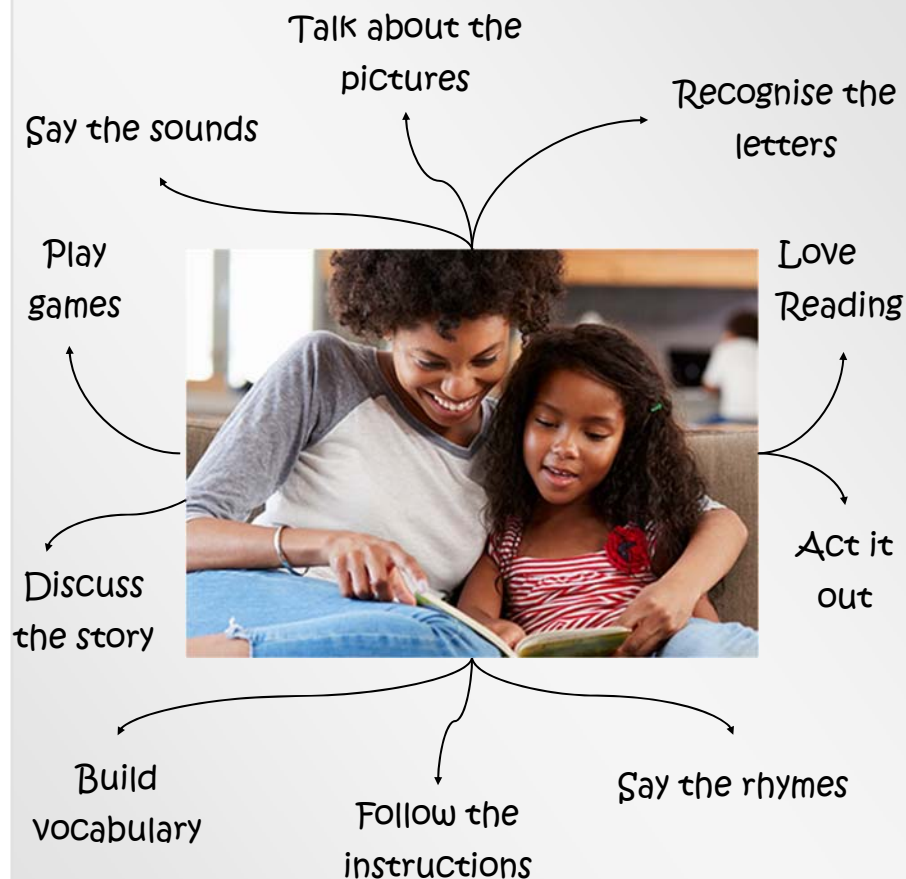 Talk about the
pictures
Recognise the
letters
Say the sounds
Play
games
Love
Reading
Discuss
the story
Act it
out
Build
vocabulary
Follow the
instructions
Say the rhymes